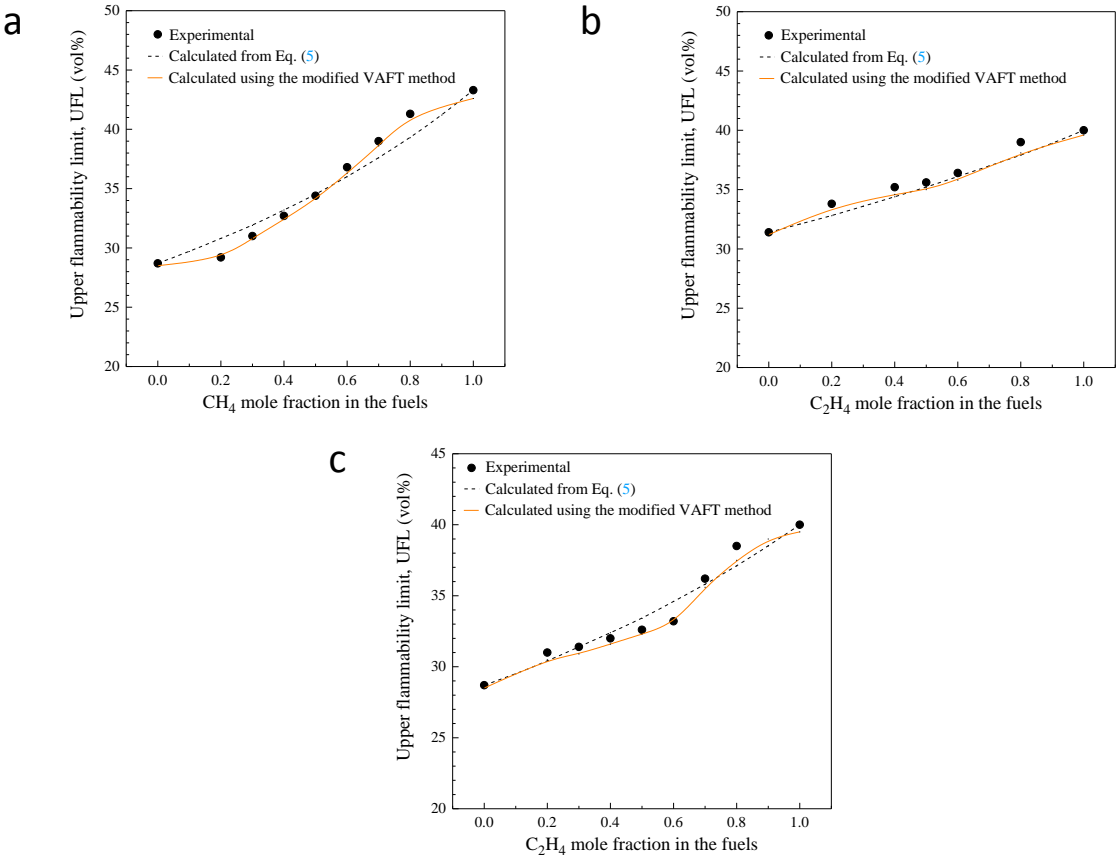 a
Upper flammability limit, UFL (vol%)
50
45
40
35
30
25
20
Experimental
Calculated from Eq. (5)
Calculated using the modified VAFT method
0.0 0.2 0.4 0.6 0.8 1.0
CH4 mole fraction in the fuels
b
Upper flammability limit, UFL (vol%)
50
45
40
35
30
25
20
Experimental
Calculated from Eq. (5)
Calculated using the modified VAFT method
0.0 0.2 0.4 0.6 0.8 1.0
C2H4 mole fraction in the fuels
c
Upper flammability limit, UFL (vol%)
45
40
35
30
25
20
Experimental
Calculated from Eq. (5)
Calculated using the modified VAFT method
0.0 0.2 0.4 0.6 0.8 1.0
C2H4 mole fraction in the fuels